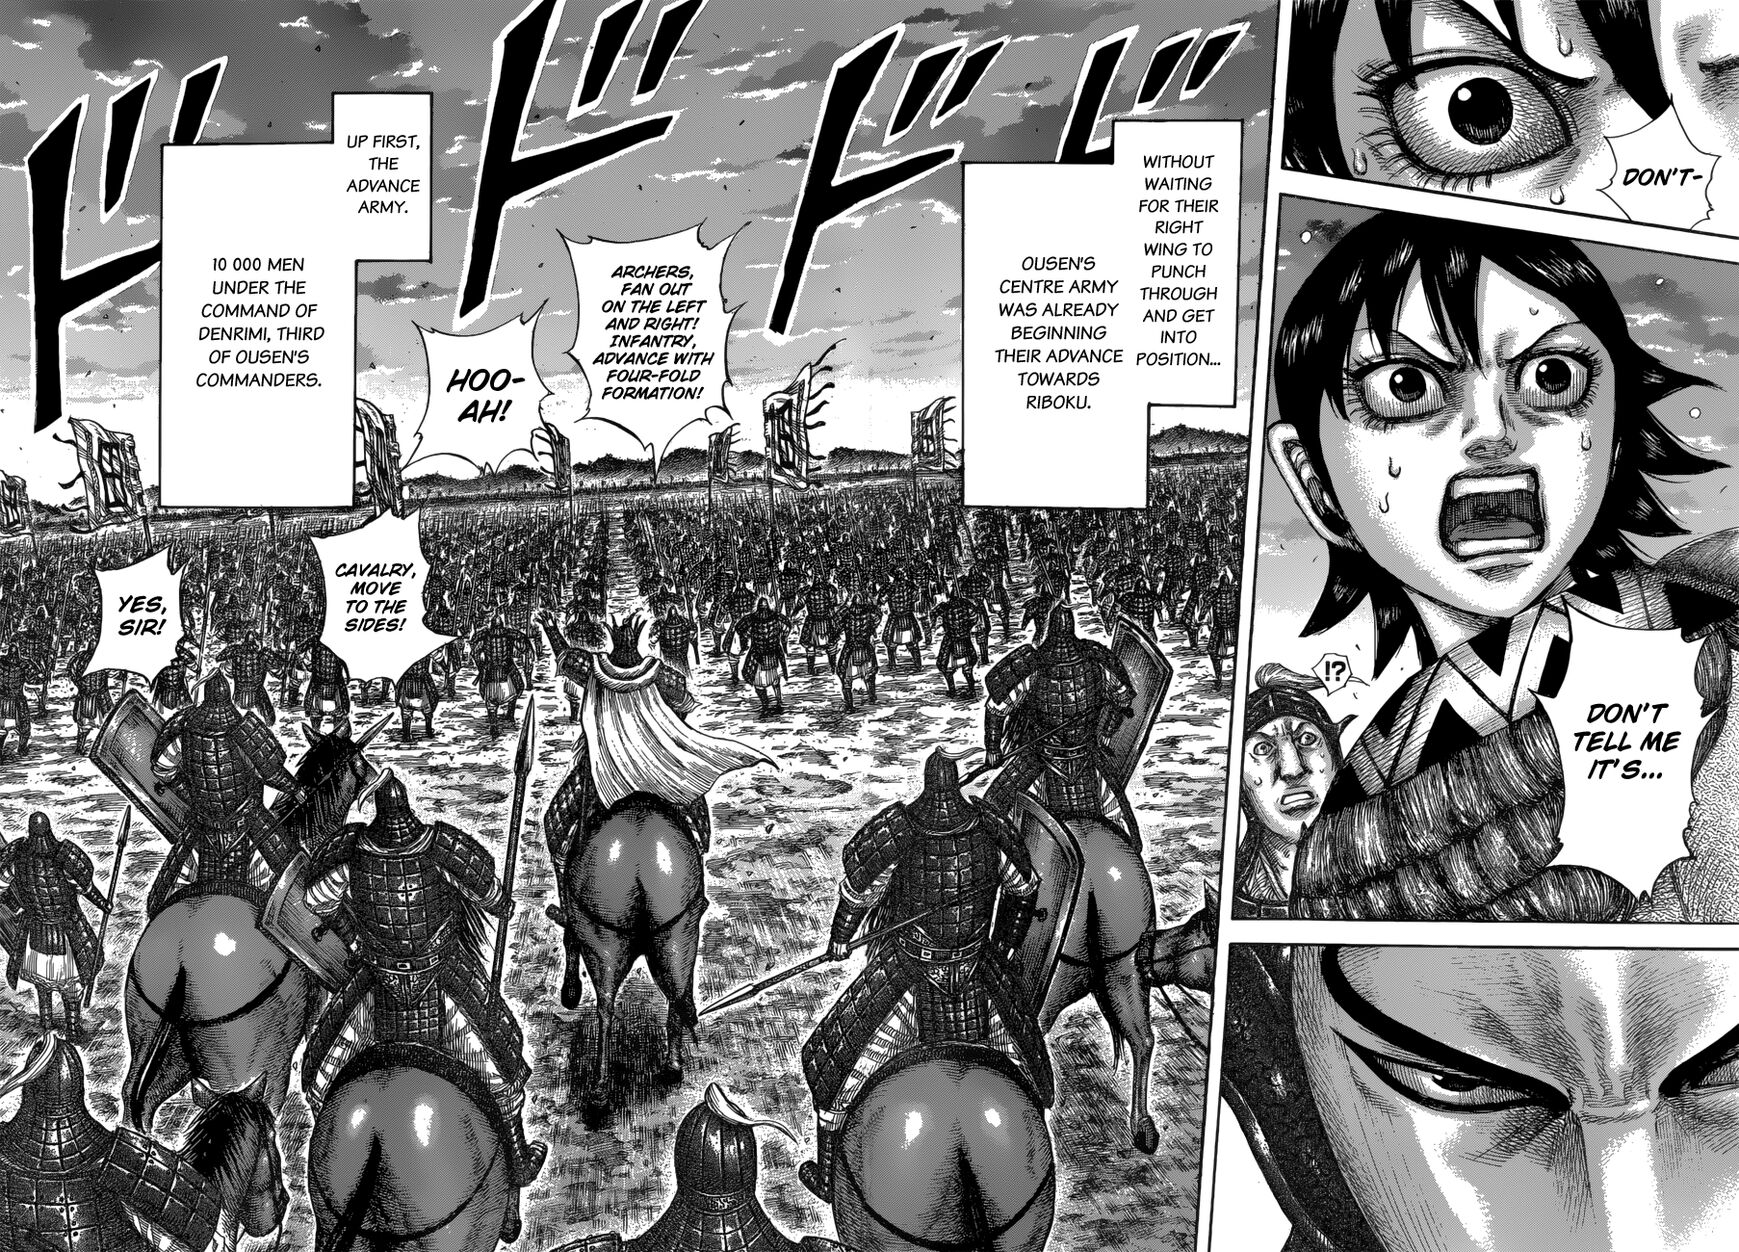 DON'T-
!?
DON'T
TELL ME
IT'S...
WITHOUT
WAITING
FOR THEIR
RIGHT
WING TO
PUNCH
THROUGH
AND GET
INTO
POSITION...
OUSEN'S
CENTRE ARMY
WAS ALREADY
BEGINNING
THEIR ADVANCE
TOWARDS
RIBOKU.
ドドドド
ARCHERS,
FAN OUT
ON THE LEFT
AND RIGHT!
INFANTRY,
ADVANCE WITH
FOUR-FOLD
FORMATION!
HOO-
AH!
UP FIRST,
THE
ADVANCE
ARMY.
10 000 MEN
UNDER THE
COMMAND OF
DENRIMI, THIRD
OF OUSEN'S
COMMANDERS.
CAVALRY,
MOVE
TO THE
SIDES!
YES,
SIR!